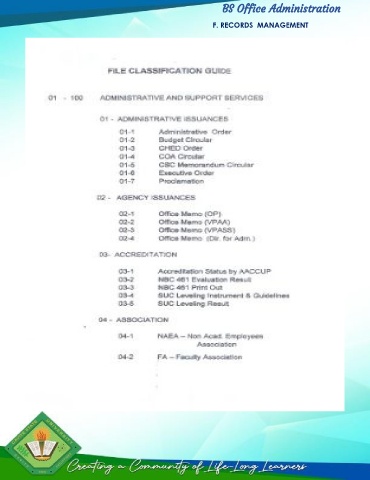 BS Office Administration
F. RECORDS MANAGEMENT
FILE CLASSIFICATION GUIDE
01 - 100 ADMINISTRATIVE AND SUPPORT SERVICES
01 - ADMINISTRATIVE ISSUANCES
01-1 Administrative Order
01-2 Budget Circular
01-3 CHED Order
01-4 COA Circular
01-5 CSC Memorandum Circular
01-6 Executive Order
01-7 Proclamation
02 - AGENCY ISSUANCES
02-1 Office Memo (OP)
02-2 Office Memo (VPAA)
02-3 Office Memo (VPASS)
02-4 Office Memo (Dir. for Adm.)
03- ACCREDITATION
03-1 Accreditation Status by AACCUP
03-2 NBC 461 Evaluation Result
03-3 NBC 461 Print Out
03-4 SUC Leveling Instrument & Guidelines
03-5 SUC Leveling Result
04 - ASSOCIATION
04-1 NAEA – Non Acad. Employees
Association
04-2 FA – Faculty Association
Creating a Community of Life-Long Learners